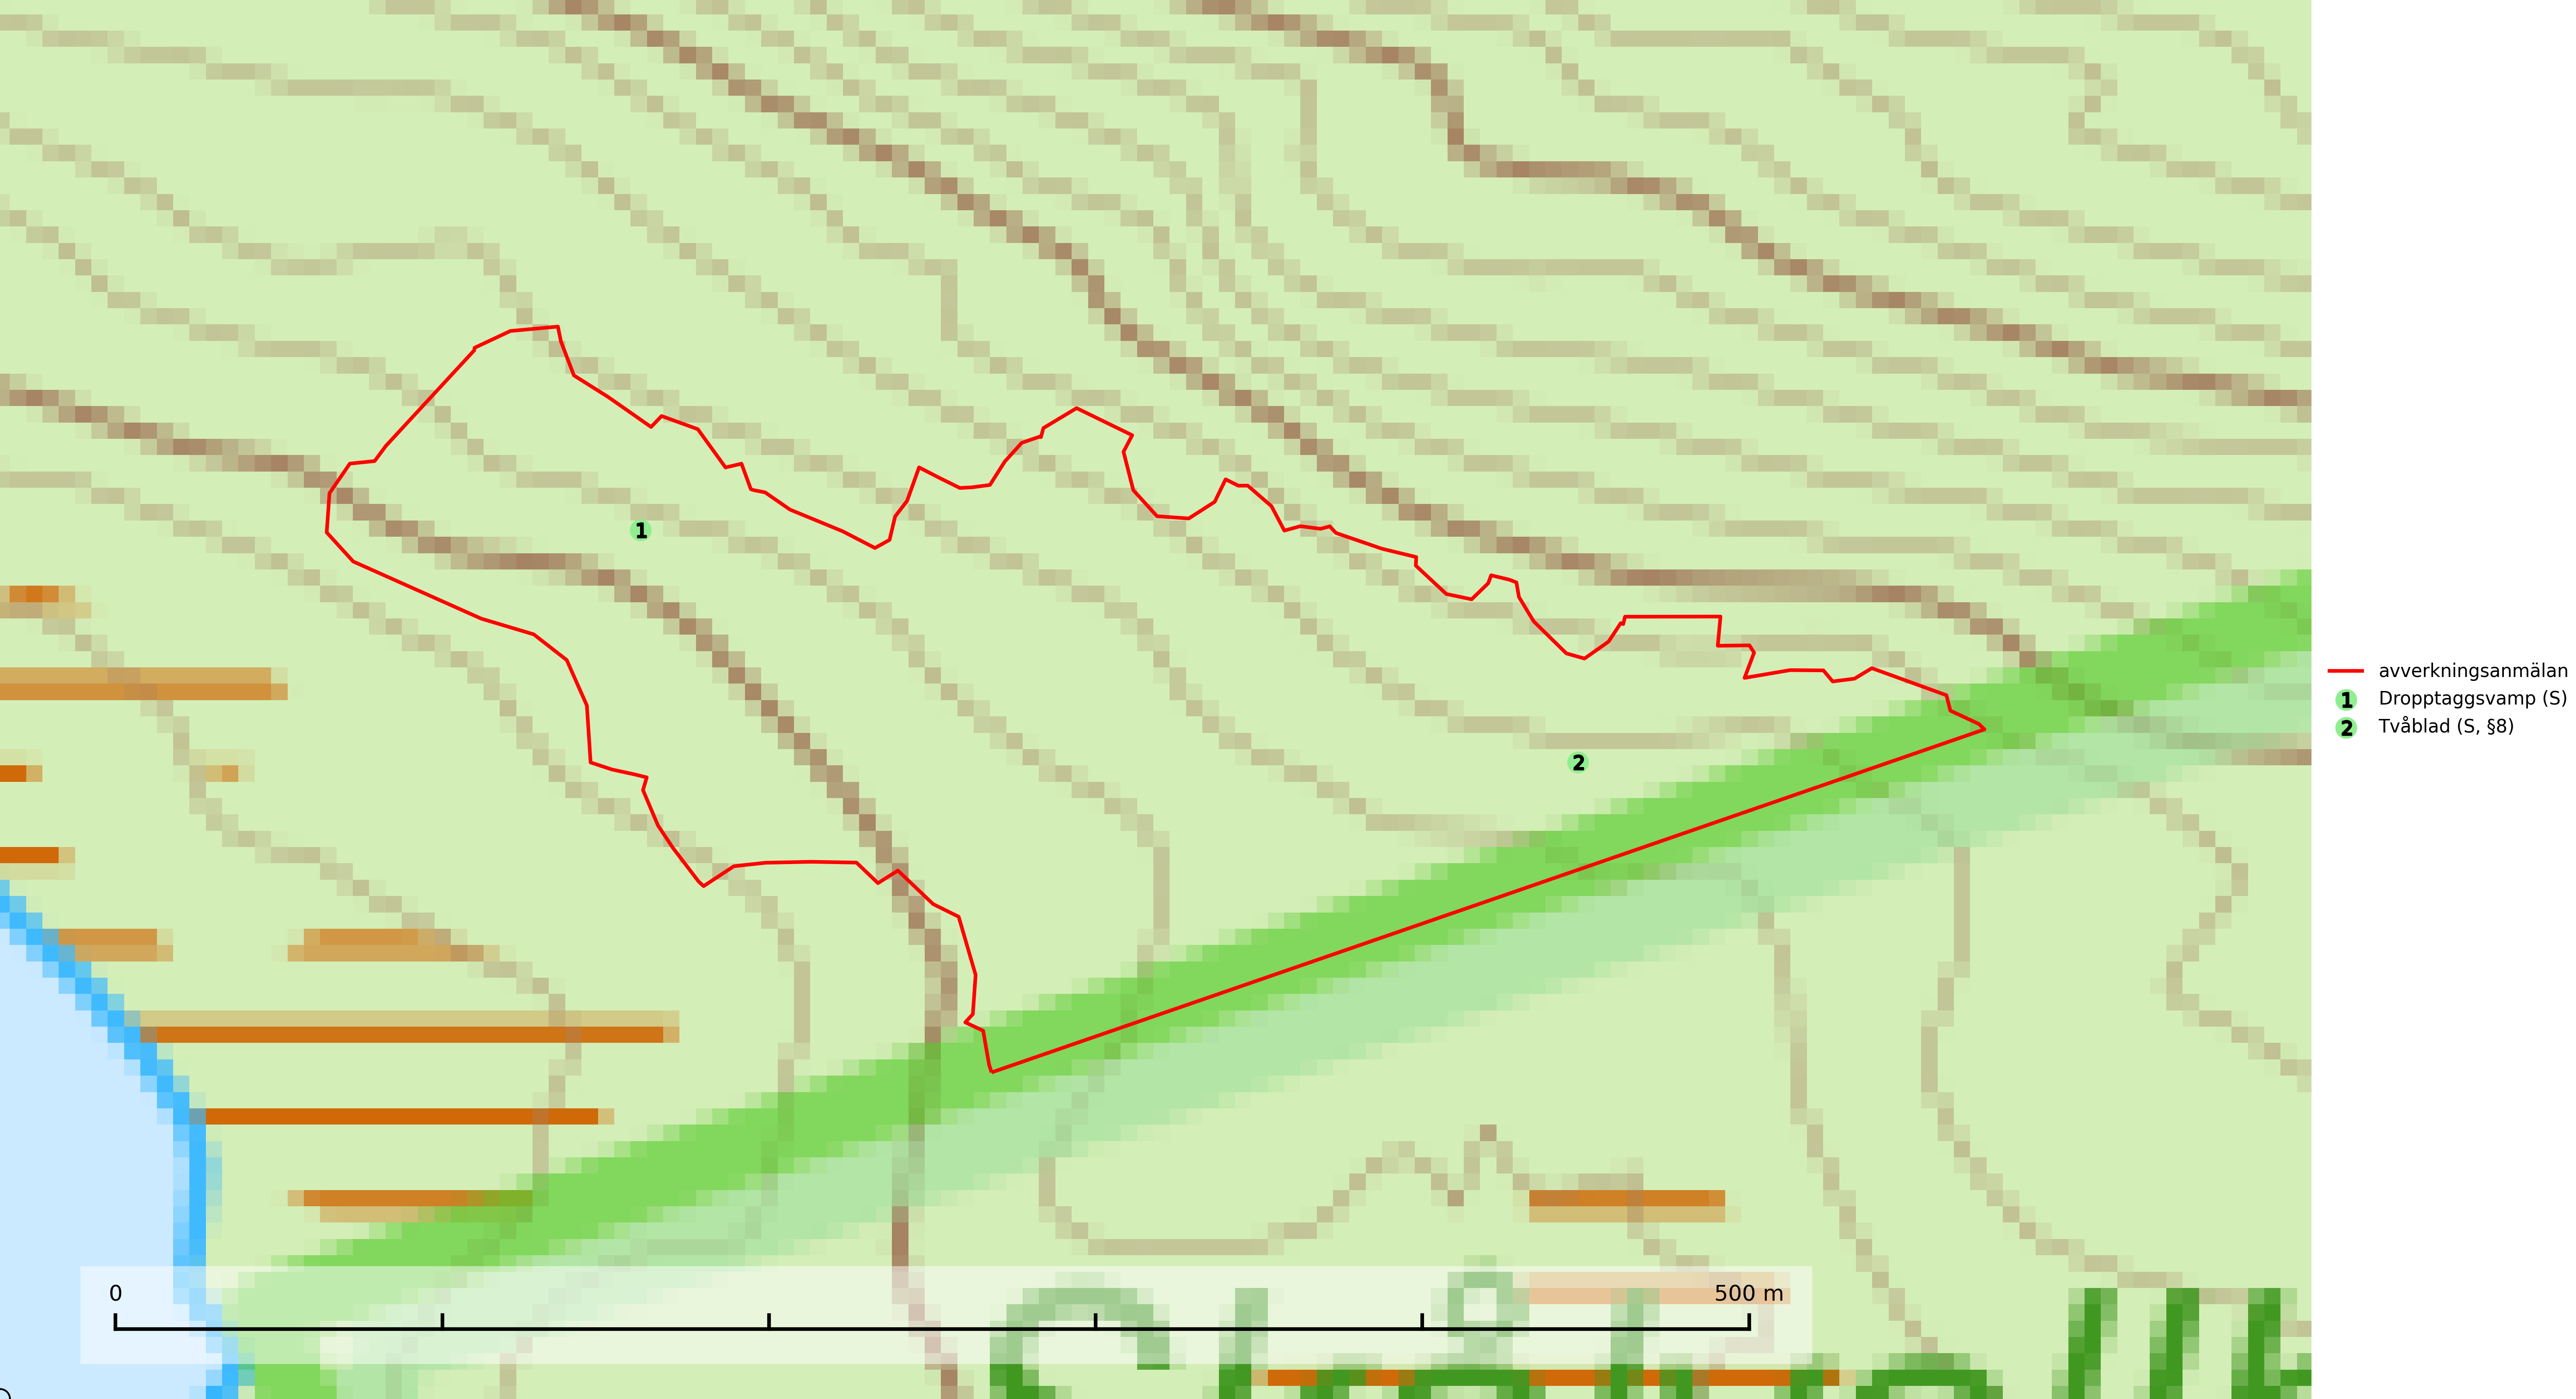 1
2
avverkningsanmälan
1 Dropptaggsvamp (S)
2 Tvåblad (S, §8)
0 500 m